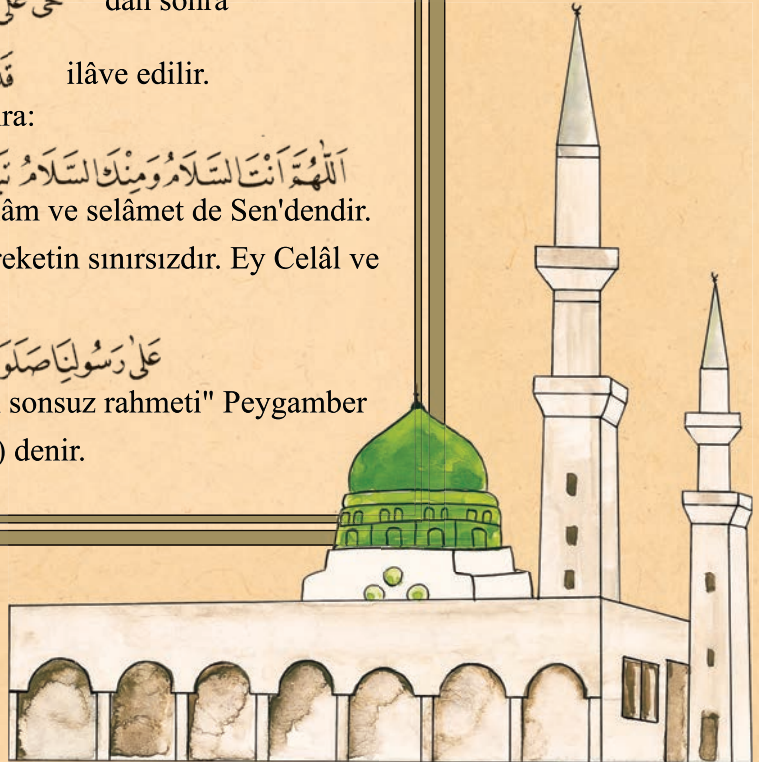 حَىَّ عَلَى dan sonra
قَدْ ilâve edilir.
ra:
اَللّٰهُمَّ اَنْتَ السَّلَامُ وَمِنْكَ السَّلَامُ
âm ve selâmet de Sen'dendir.
reketin sınırsızdır. Ey Celâl ve
عَلٰى رَسُولِنَا صَلَوَ
sonsuz rahmeti" Peygamber
) denir.